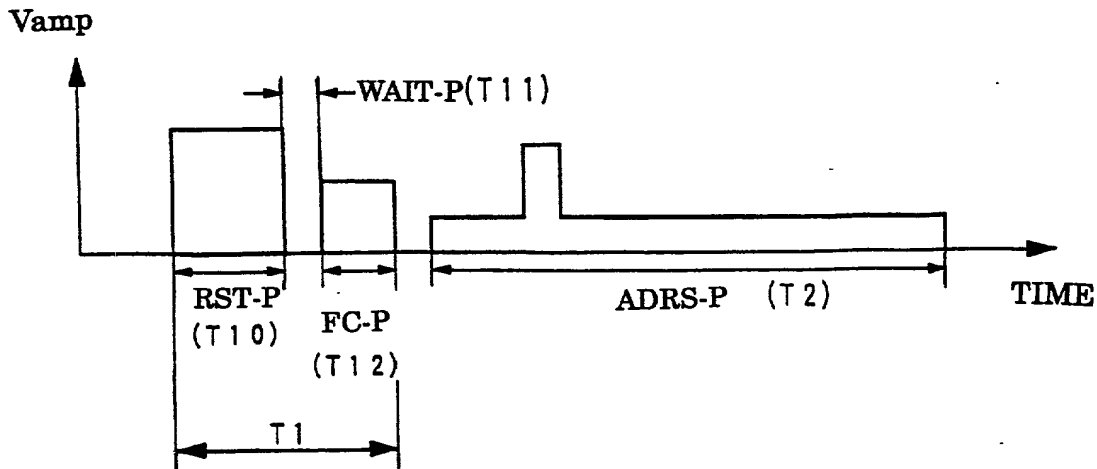 Vamp
WAIT-P(T11)
RST-P
(T10)
FC-P
(T12)
ADRS-P (T2)
TIME
T1